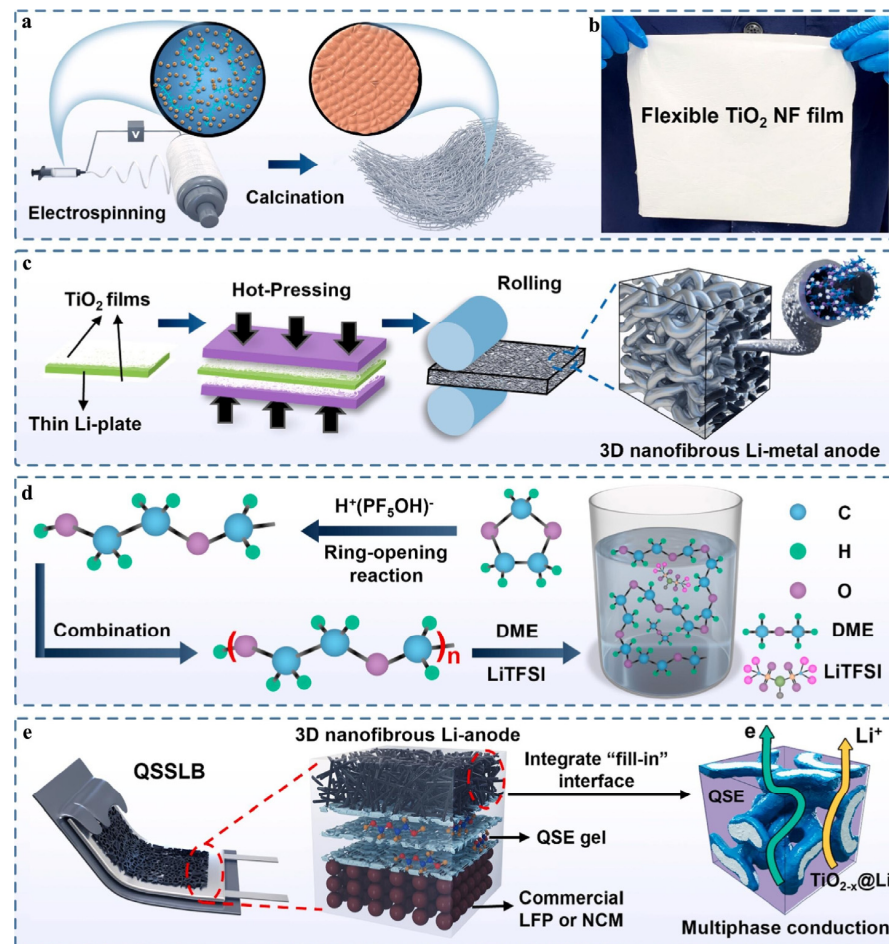 a
V
Electrospinning
Calcination
b
Flexible TiO₂ NF film
c
TiO₂ films
Thin Li-plate
Hot-Pressing
Rolling
3D nanofibrous Li-metal anode
d
H⁺(PF₅OH)⁻
Ring-opening
reaction
Combination
n
DME
LiTFSI
C
H
O
DME
LiTFSI
e
QSSLB
3D nanofibrous Li-anode
Integrate “fill-in”
interface
QSE gel
Commercial
LFP or NCM
e
Li⁺
QSE
TiO₂₋ₓ@Li
Multiphase conduction